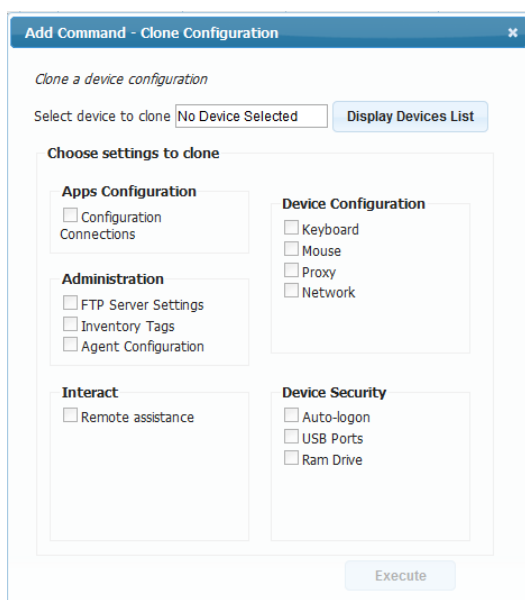 Add Command - Clone Configuration
Clone a device configuration
Select device to clone No Device Selected Display Devices List
Choose settings to clone
Apps Configuration
Configuration
Connections
Administration
FTP Server Settings
Inventory Tags
Agent Configuration
Interact
Remote assistance
Device Configuration
Keyboard
Mouse
Proxy
Network
Device Security
Auto-logon
USB Ports
Ram Drive
Execute